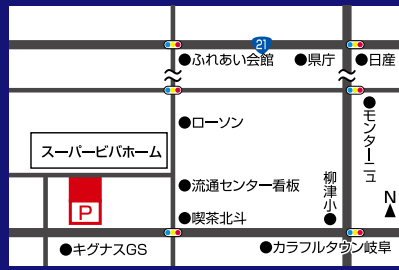 21
●ふれあい会館
●県庁
●日産
●ローソン
●モンターニュ
スーパービバホーム
柳津小●
●流通センター看板
N
P
●喫茶北斗
●キグナスGS
●カラフルタウン岐阜